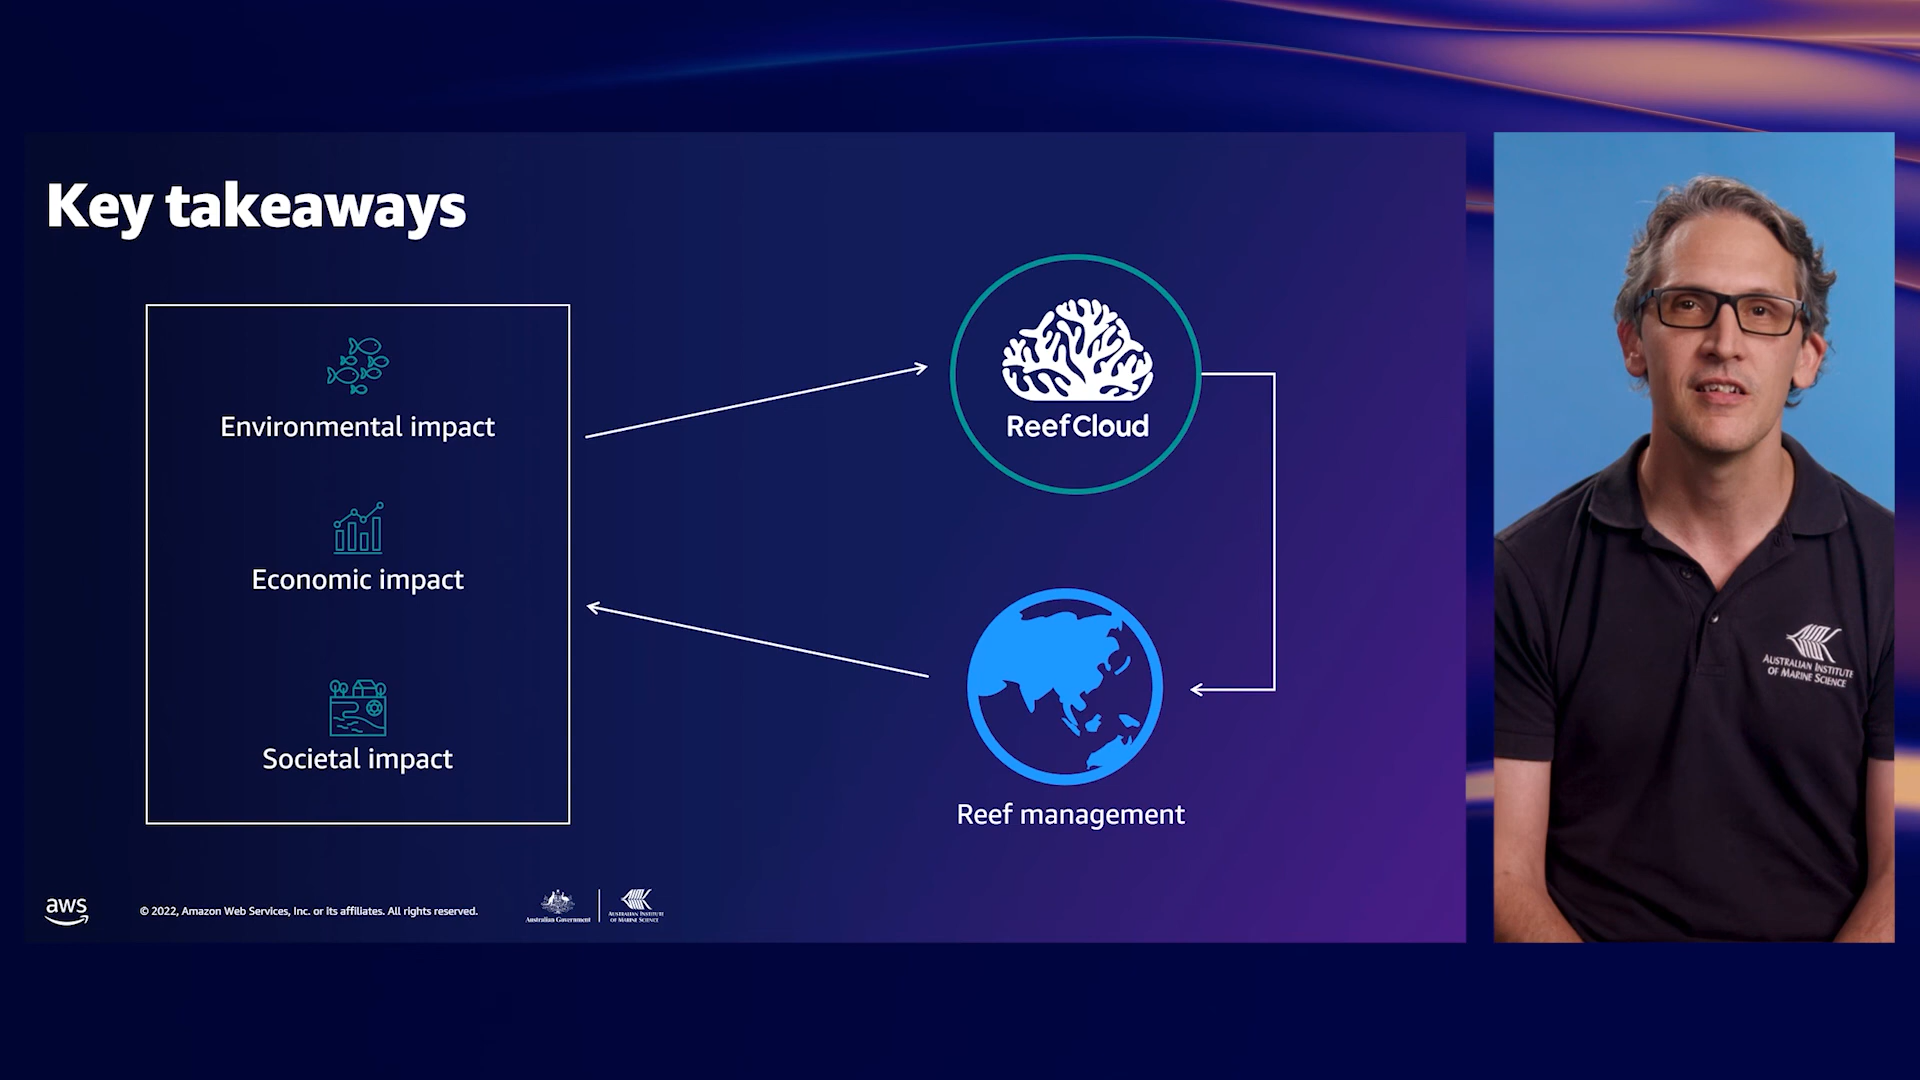 Key takeaways
Environmental impact
Economic impact
Societal impact
ReefCloud
Reef management
aws
© 2022, Amazon Web Services, Inc. or its affiliates. All rights reserved.
Australian Government
AUSTRALIAN INSTITUTE
OF MARINE SCIENCE
AIMS
AUSTRALIAN INSTITUTE
OF MARINE SCIENCE